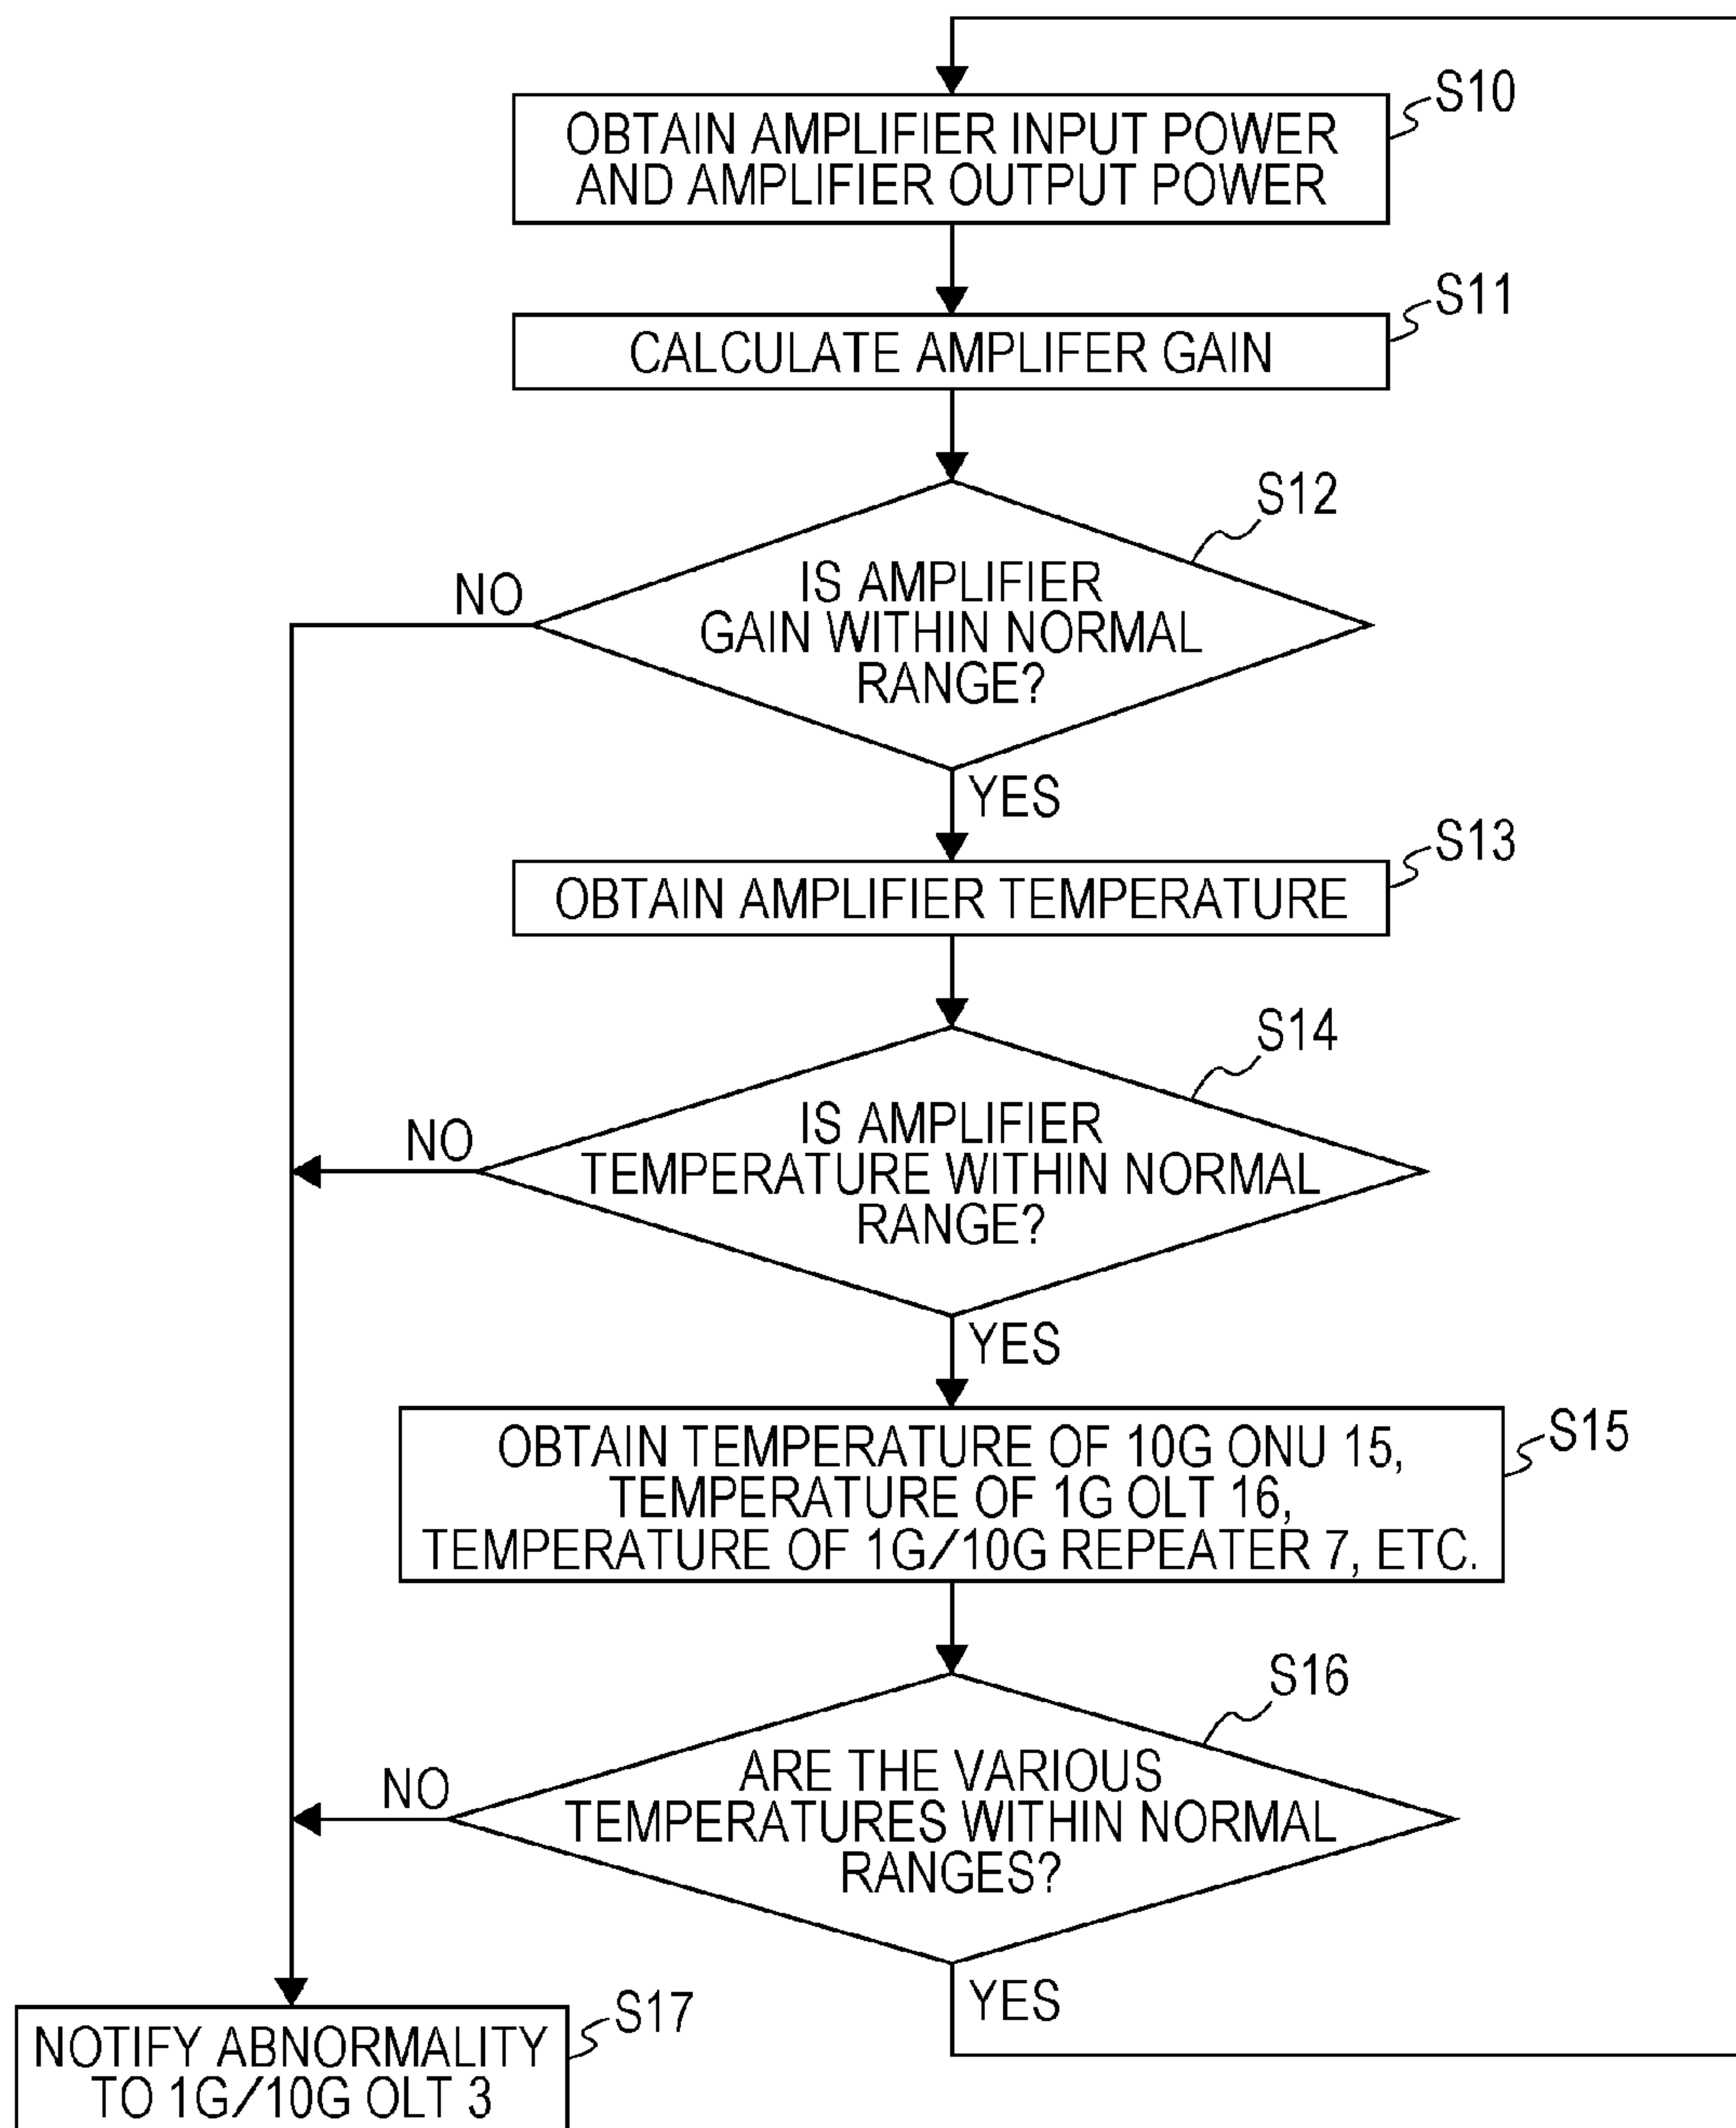 S10
OBTAIN AMPLIFIER INPUT POWER
AND AMPLIFIER OUTPUT POWER
S11
CALCULATE AMPLIFER GAIN
S12
IS AMPLIFIER
GAIN WITHIN NORMAL
RANGE?
NO
YES
S13
OBTAIN AMPLIFIER TEMPERATURE
S14
IS AMPLIFIER
TEMPERATURE WITHIN NORMAL
RANGE?
NO
YES
S15
OBTAIN TEMPERATURE OF 10G ONU 15,
TEMPERATURE OF 1G OLT 16,
TEMPERATURE OF 1G/10G REPEATER 7, ETC.
S16
ARE THE VARIOUS
TEMPERATURES WITHIN NORMAL
RANGES?
NO
YES
S17
NOTIFY ABNORMALITY
TO 1G/10G OLT 3